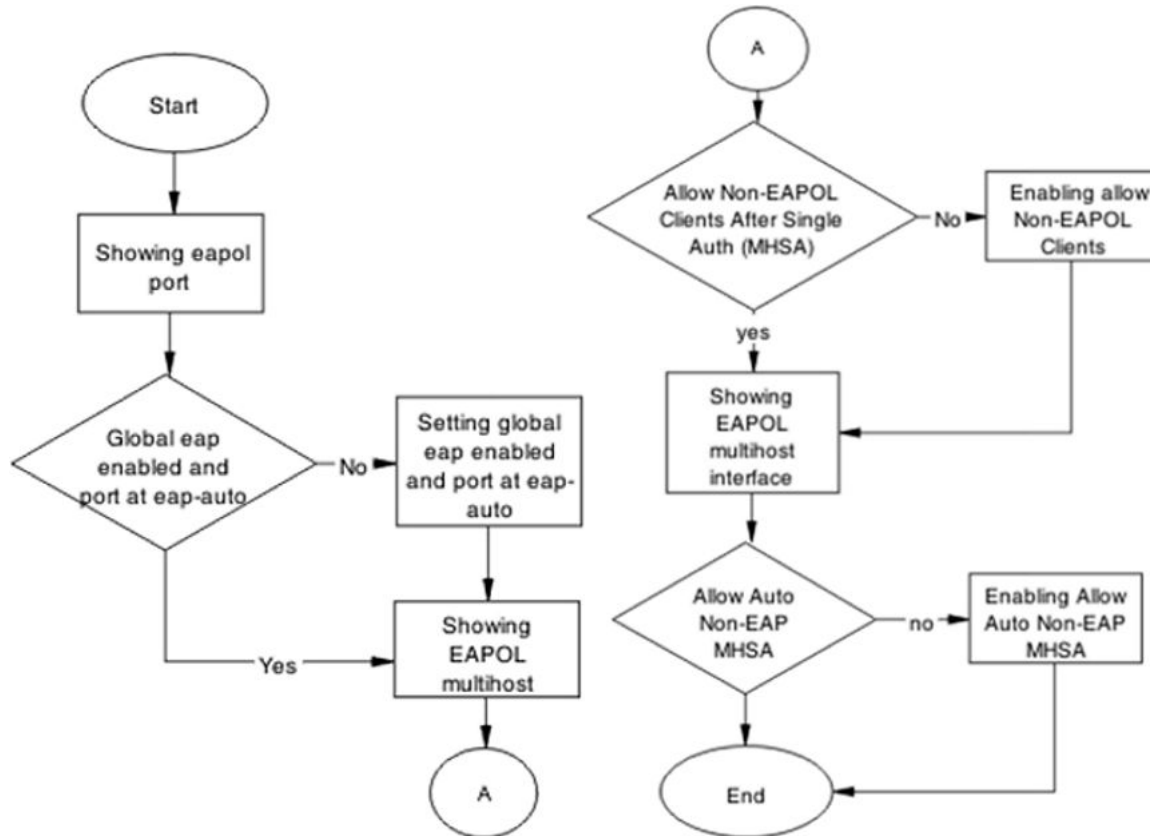 Start
Showing eapol
port
Global eap
enabled and
port at eap-auto
No
Setting global
eap enabled
and port at eap-
auto
Yes
Showing
EAPOL
multihost
A
A
Allow Non-EAPOL
Clients After Single
Auth (MHSA)
No
Enabling allow
Non-EAPOL
Clients
yes
Showing
EAPOL
multihost
interface
Allow Auto
Non-EAP
MHSA
no
Enabling Allow
Auto Non-EAP
MHSA
End